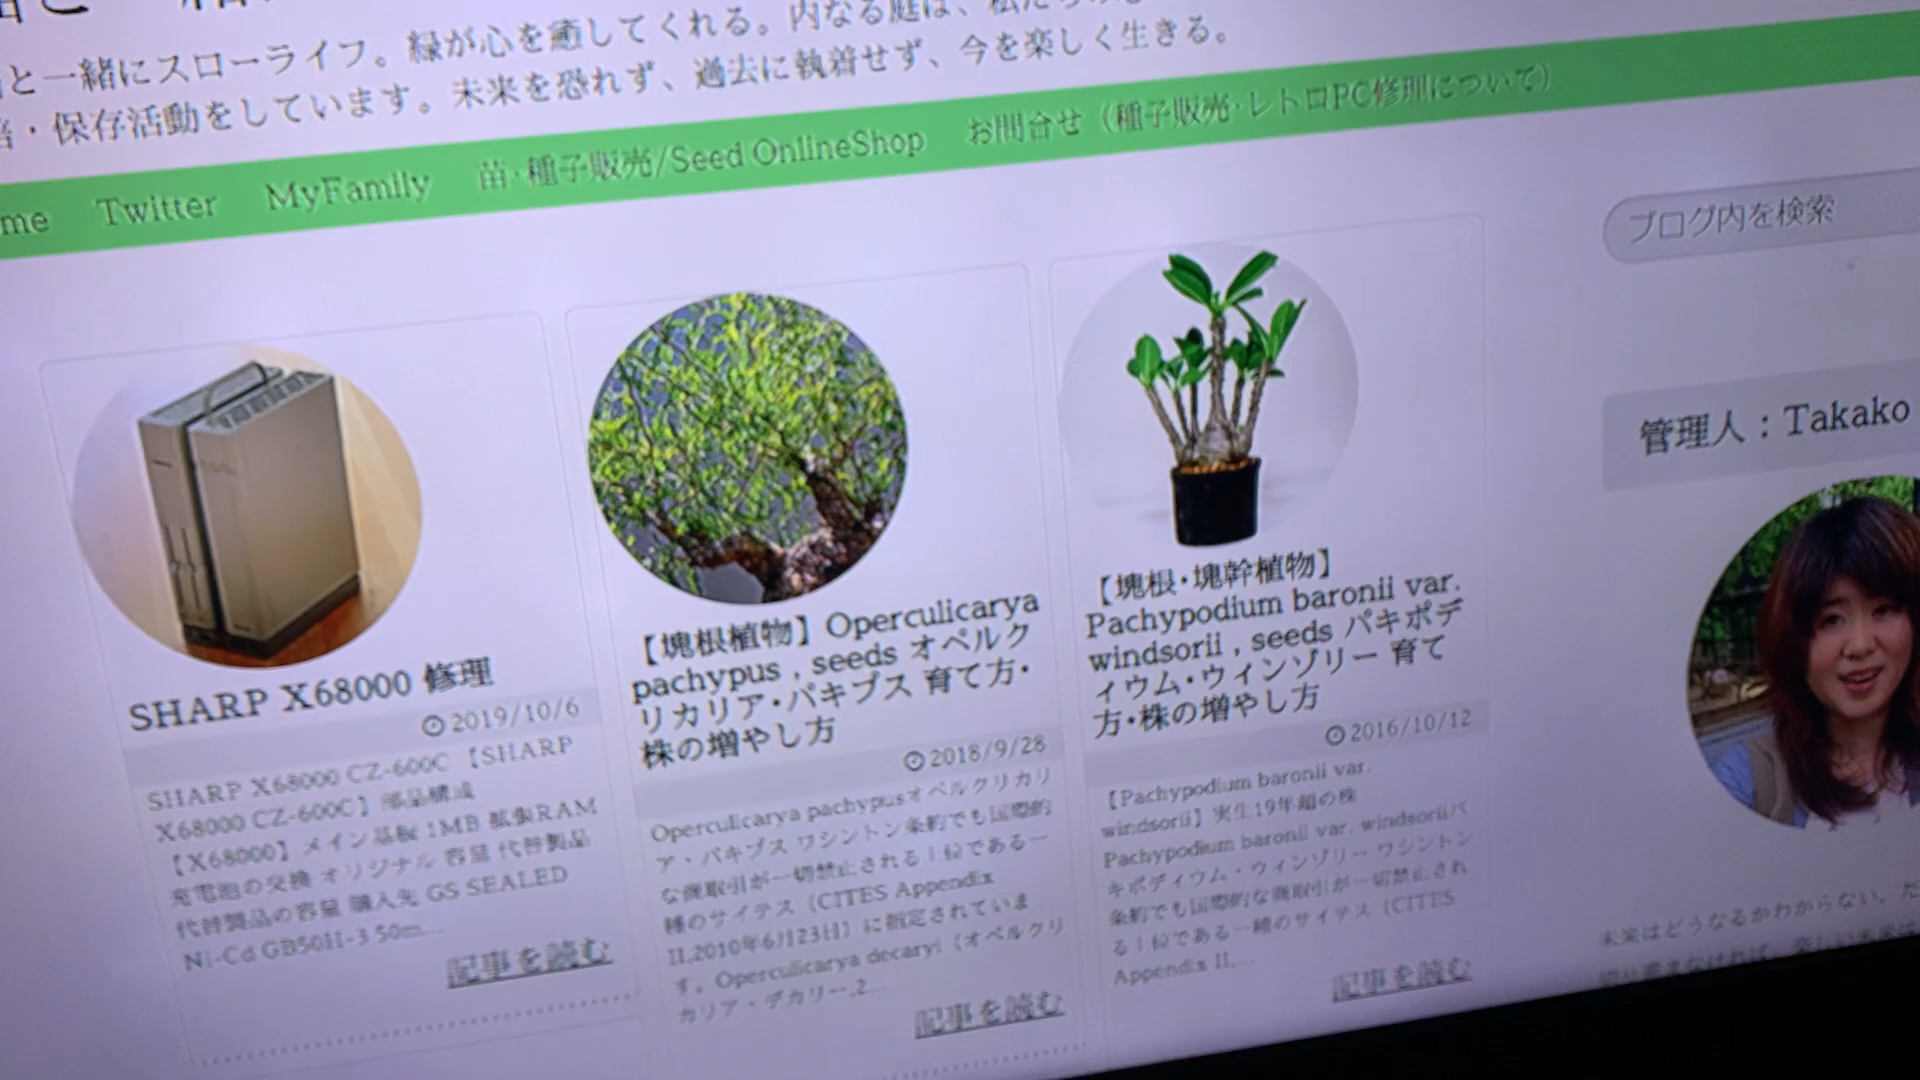 と一緒にスローライフ。緑が心を癒してくれる。内なる庭は、
・保存活動をしています。未来を恐れず、過去に執着せず、今を楽しく生きる。
me Twitter MyFamily 苗·種子販売/Seed OnlineShop お問合せ（種子販売·レトロPC修理について）
ブログ内を検索
管理人：Takako
SHARP X68000 修理
2019/10/6
SHARP X68000 CZ-600C 【SHARP
X68000 CZ-600C】 部品構成
【X68000】メイン基板 1MB 拡張RAM
充電池の交換 オリジナル 容量 代替製品
代替製品の容量 購入先 GS SEALED
Ni-Cd GB50H-3 50m...
記事を読む
【塊根植物】Operculicarya
pachypus , seeds オペルク
リカリア・パキプス 育て方・
株の増やし方
2018/9/28
Operculicarya pachypusオペルクリカリ
ア・パキプス ワシントン条約でも国際的
な商取引が一切禁止される１位である一
種のサイテス（CITES Appendix
II,2010年6月23日）に指定されていま
す。Operculicarya decaryi（オペルクリ
カリア・デカリー,2...
記事を読む
【塊根・塊幹植物】
Pachypodium baronii var.
windsorii , seeds パキポデ
ィウム・ウィンゾリー 育て
方・株の増やし方
2016/10/12
【Pachypodium baronii var.
windsorii】実生19年超の株
Pachypodium baronii var. windsoriiパ
キポディウム・ウィンゾリー ワシントン
条約でも国際的な商取引が一切禁止され
る１位である一種のサイテス（CITES
Appendix II,...
記事を読む
未来はどうなるかわからない。だ